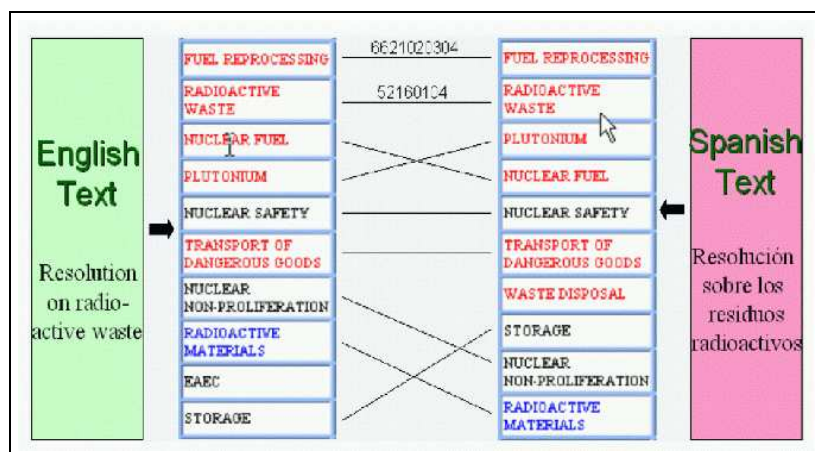 English
Text
Resolution
on radio-
active waste
FUEL REPROCESSING
RADIOACTIVE
WASTE
NUCLEAR FUEL
PLUTONIUM
NUCLEAR SAFETY
TRANSPORT OF
DANGEROUS GOODS
NUCLEAR
NON-PROLIFERATION
RADIOACTIVE
MATERIALS
EAEC
STORAGE
6621020304
52160104
FUEL REPROCESSING
RADIOACTIVE
WASTE
PLUTONIUM
NUCLEAR FUEL
NUCLEAR SAFETY
TRANSPORT OF
DANGEROUS GOODS
WASTE DISPOSAL
STORAGE
NUCLEAR
NON-PROLIFERATION
RADIOACTIVE
MATERIALS
Spanish
Text
Resolución
sobre los
residuos
radioactivos